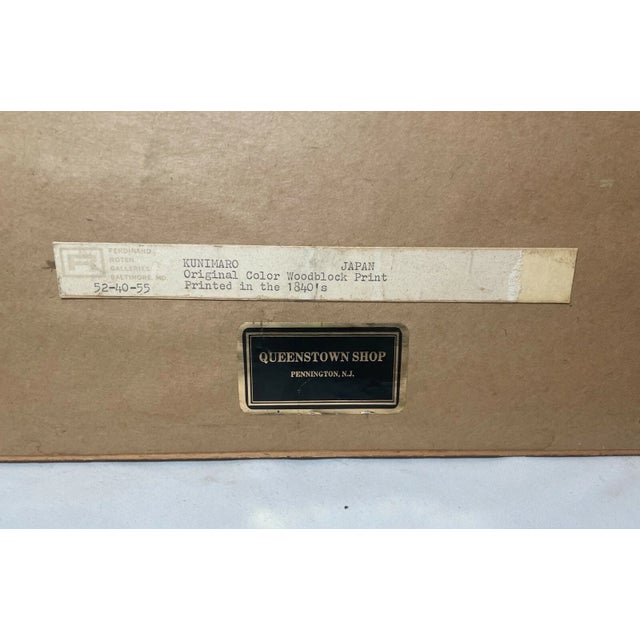 FERDINAND
ROTEN
GALLERIES
BALTIMORE, MD.
52-40-55
KUNIMARO JAPAN
Original Color Woodblock Print
Printed in the 1840's
QUEENSTOWN SHOP
PENNINGTON, N.J.